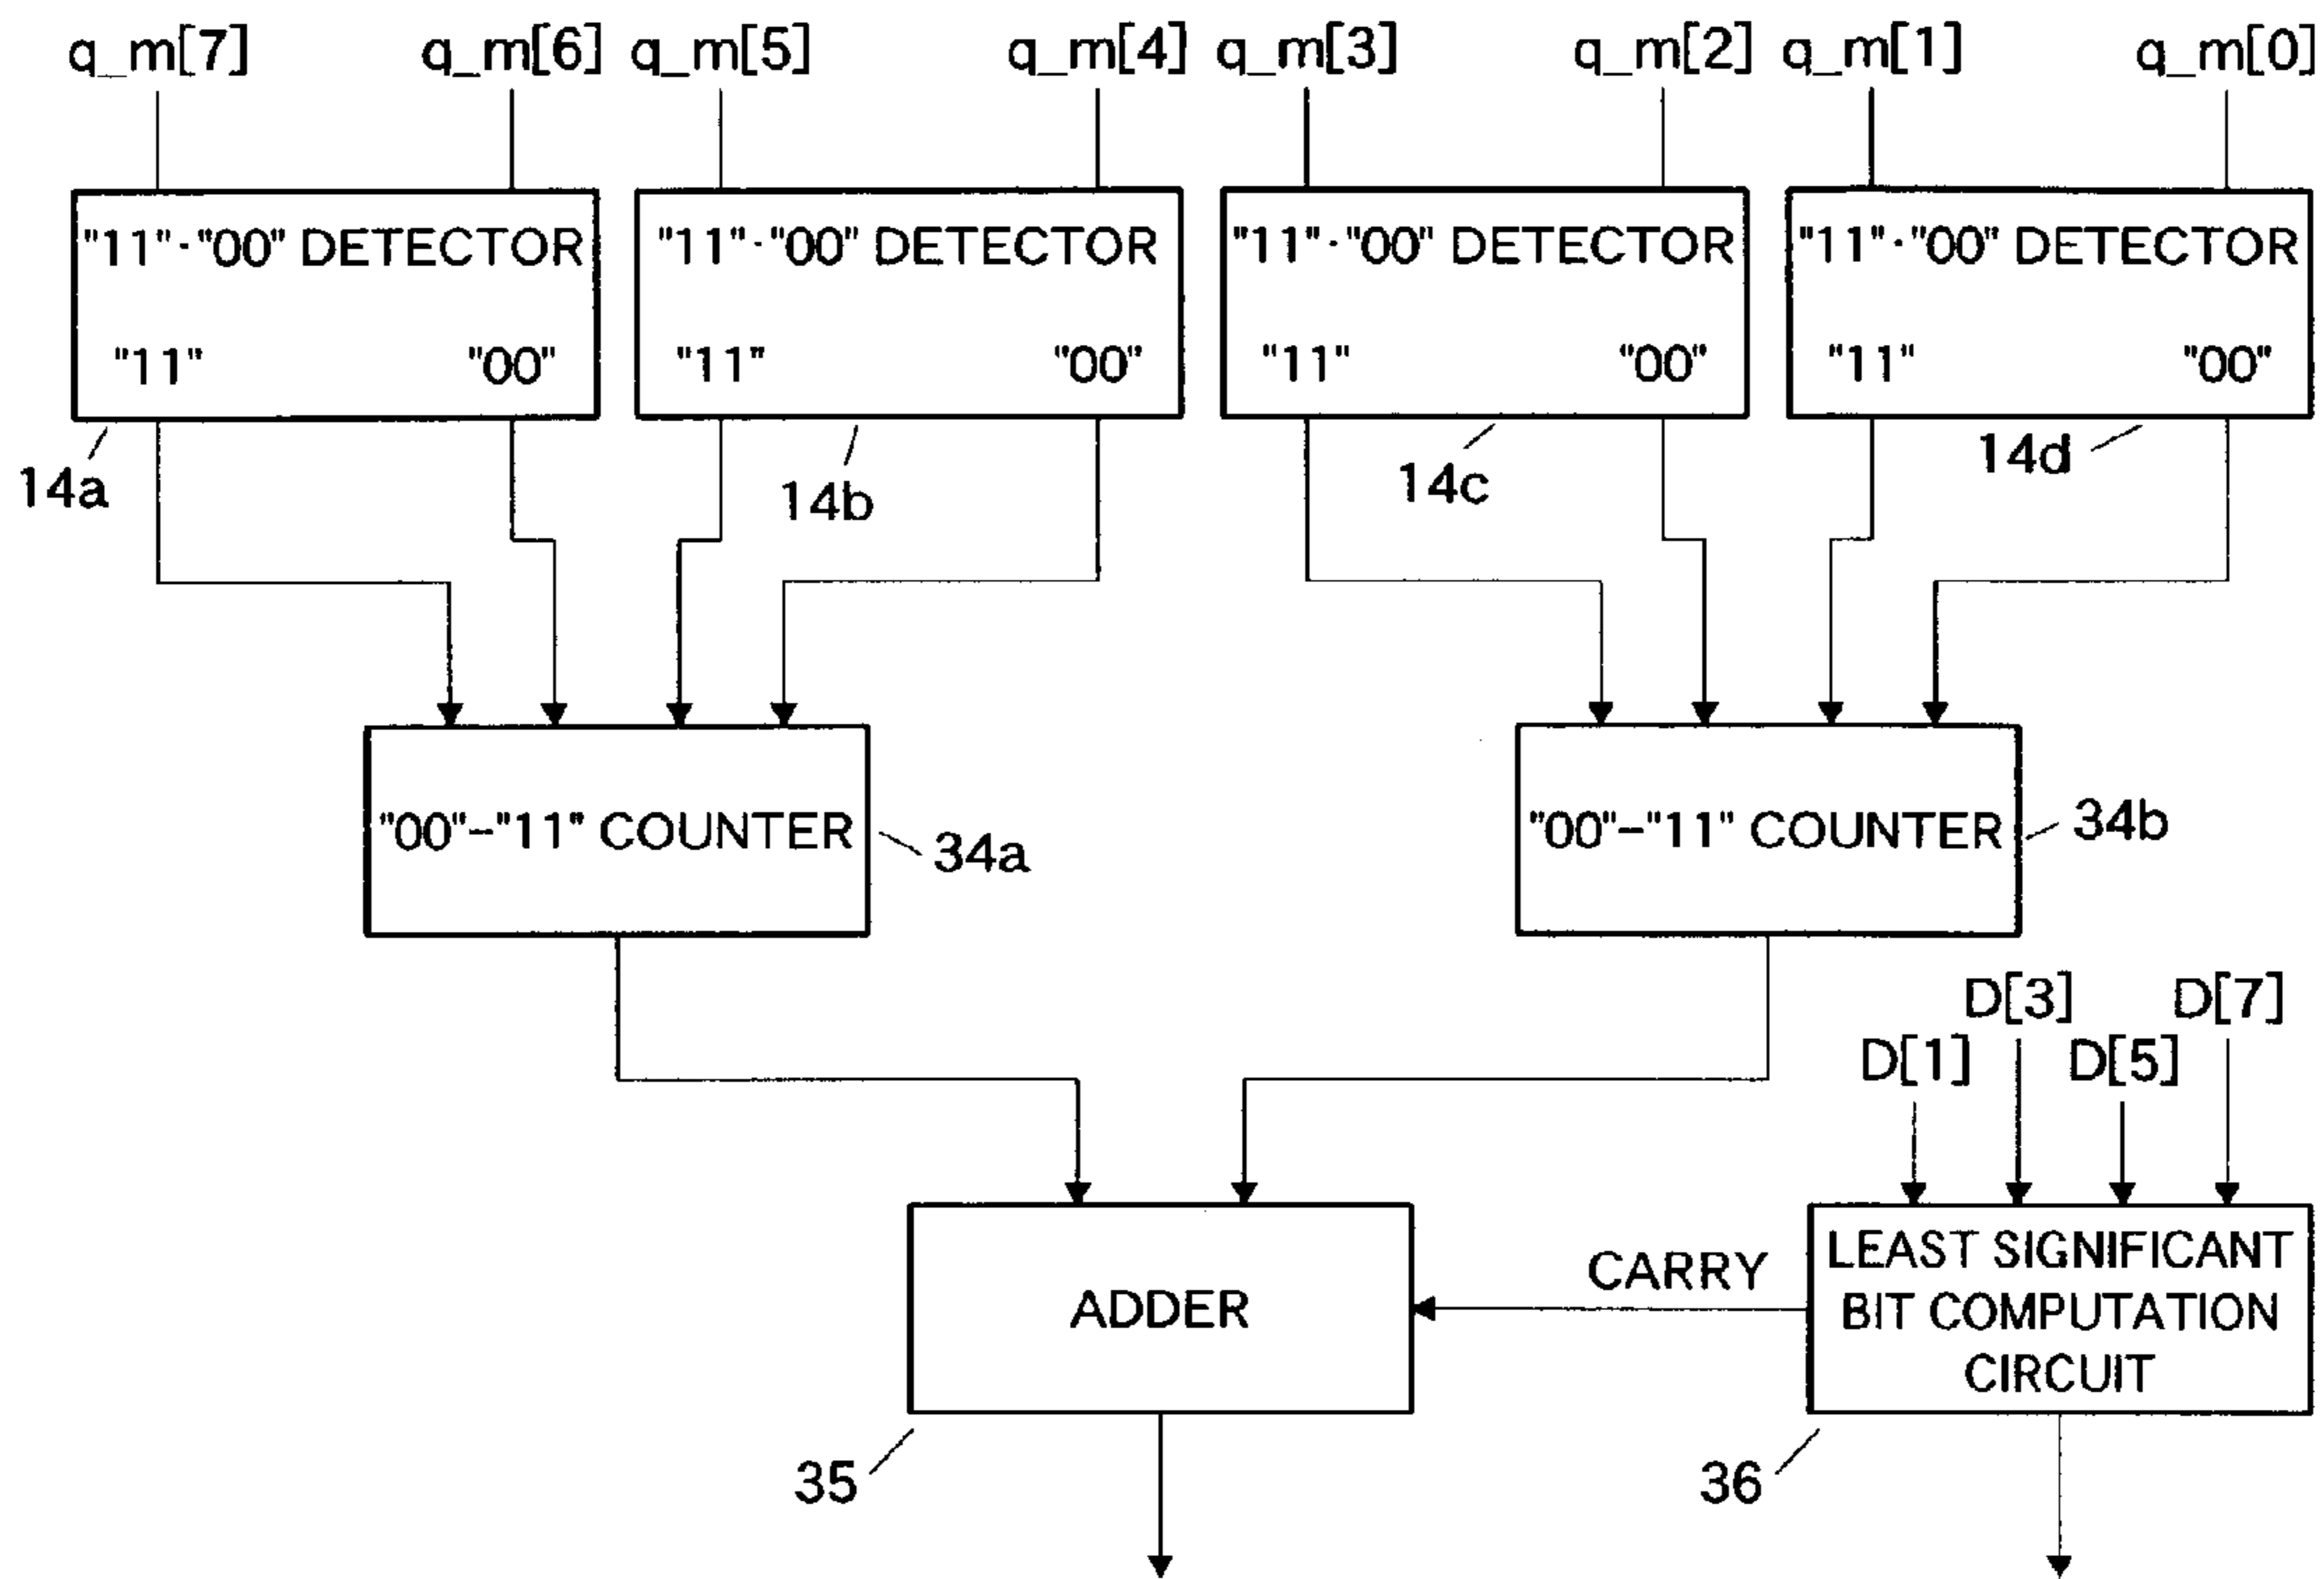 q_m[7] q_m[6] q_m[5] q_m[4] q_m[3] q_m[2] q_m[1] q_m[0]
"11"·"00" DETECTOR "11"·"00" DETECTOR "11"·"00" DETECTOR "11"·"00" DETECTOR
"11" "00" "11" "00" "11" "00" "11" "00"
14a 14b 14c 14d
"00"–"11" COUNTER 34a "00"–"11" COUNTER 34b
D[3] D[7]
D[1] D[5]
ADDER
CARRY
LEAST SIGNIFICANT
BIT COMPUTATION
CIRCUIT
35 36